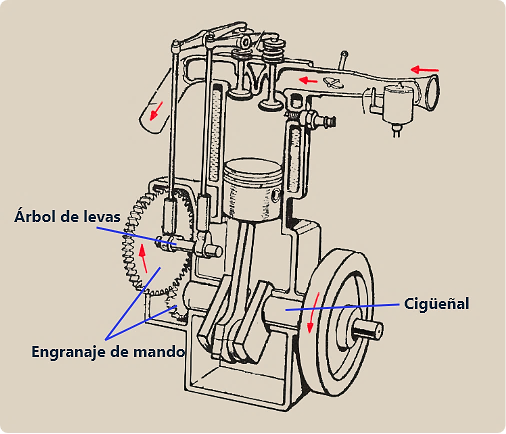 Árbol de levas
Cigüeñal
Engranaje de mando